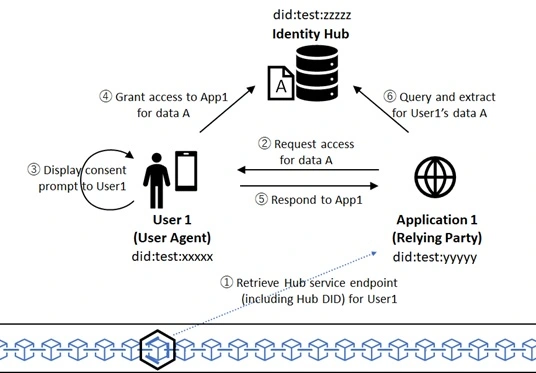 did:test:zzzzz
Identity Hub
A
④ Grant access to App1
for data A
⑥ Query and extract
for User1's data A
② Request access
for data A
③ Display consent
prompt to User1
⑤ Respond to App1
User 1
(User Agent)
did:test:xxxxx
Application 1
(Relying Party)
did:test:yyyyy
① Retrieve Hub service endpoint
(including Hub DID) for User1